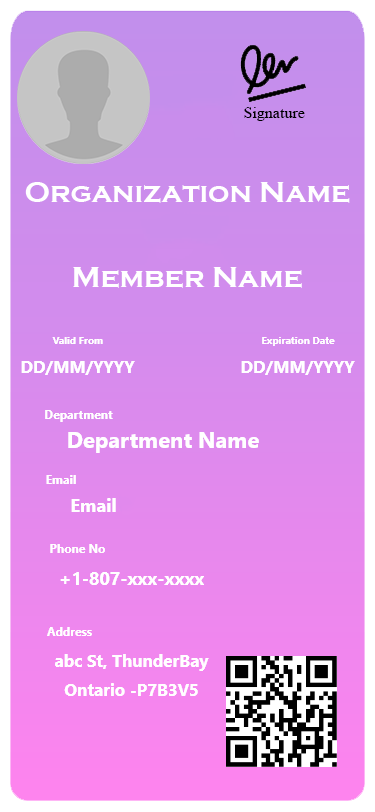 Signature
Organization Name
Member Name
Valid From Expiration Date
DD/MM/YYYY DD/MM/YYYY
Department
Department Name
Email
Email
Phone No
+1-807-xxx-xxxx
Address
abc St, ThunderBay
Ontario -P7B3V5